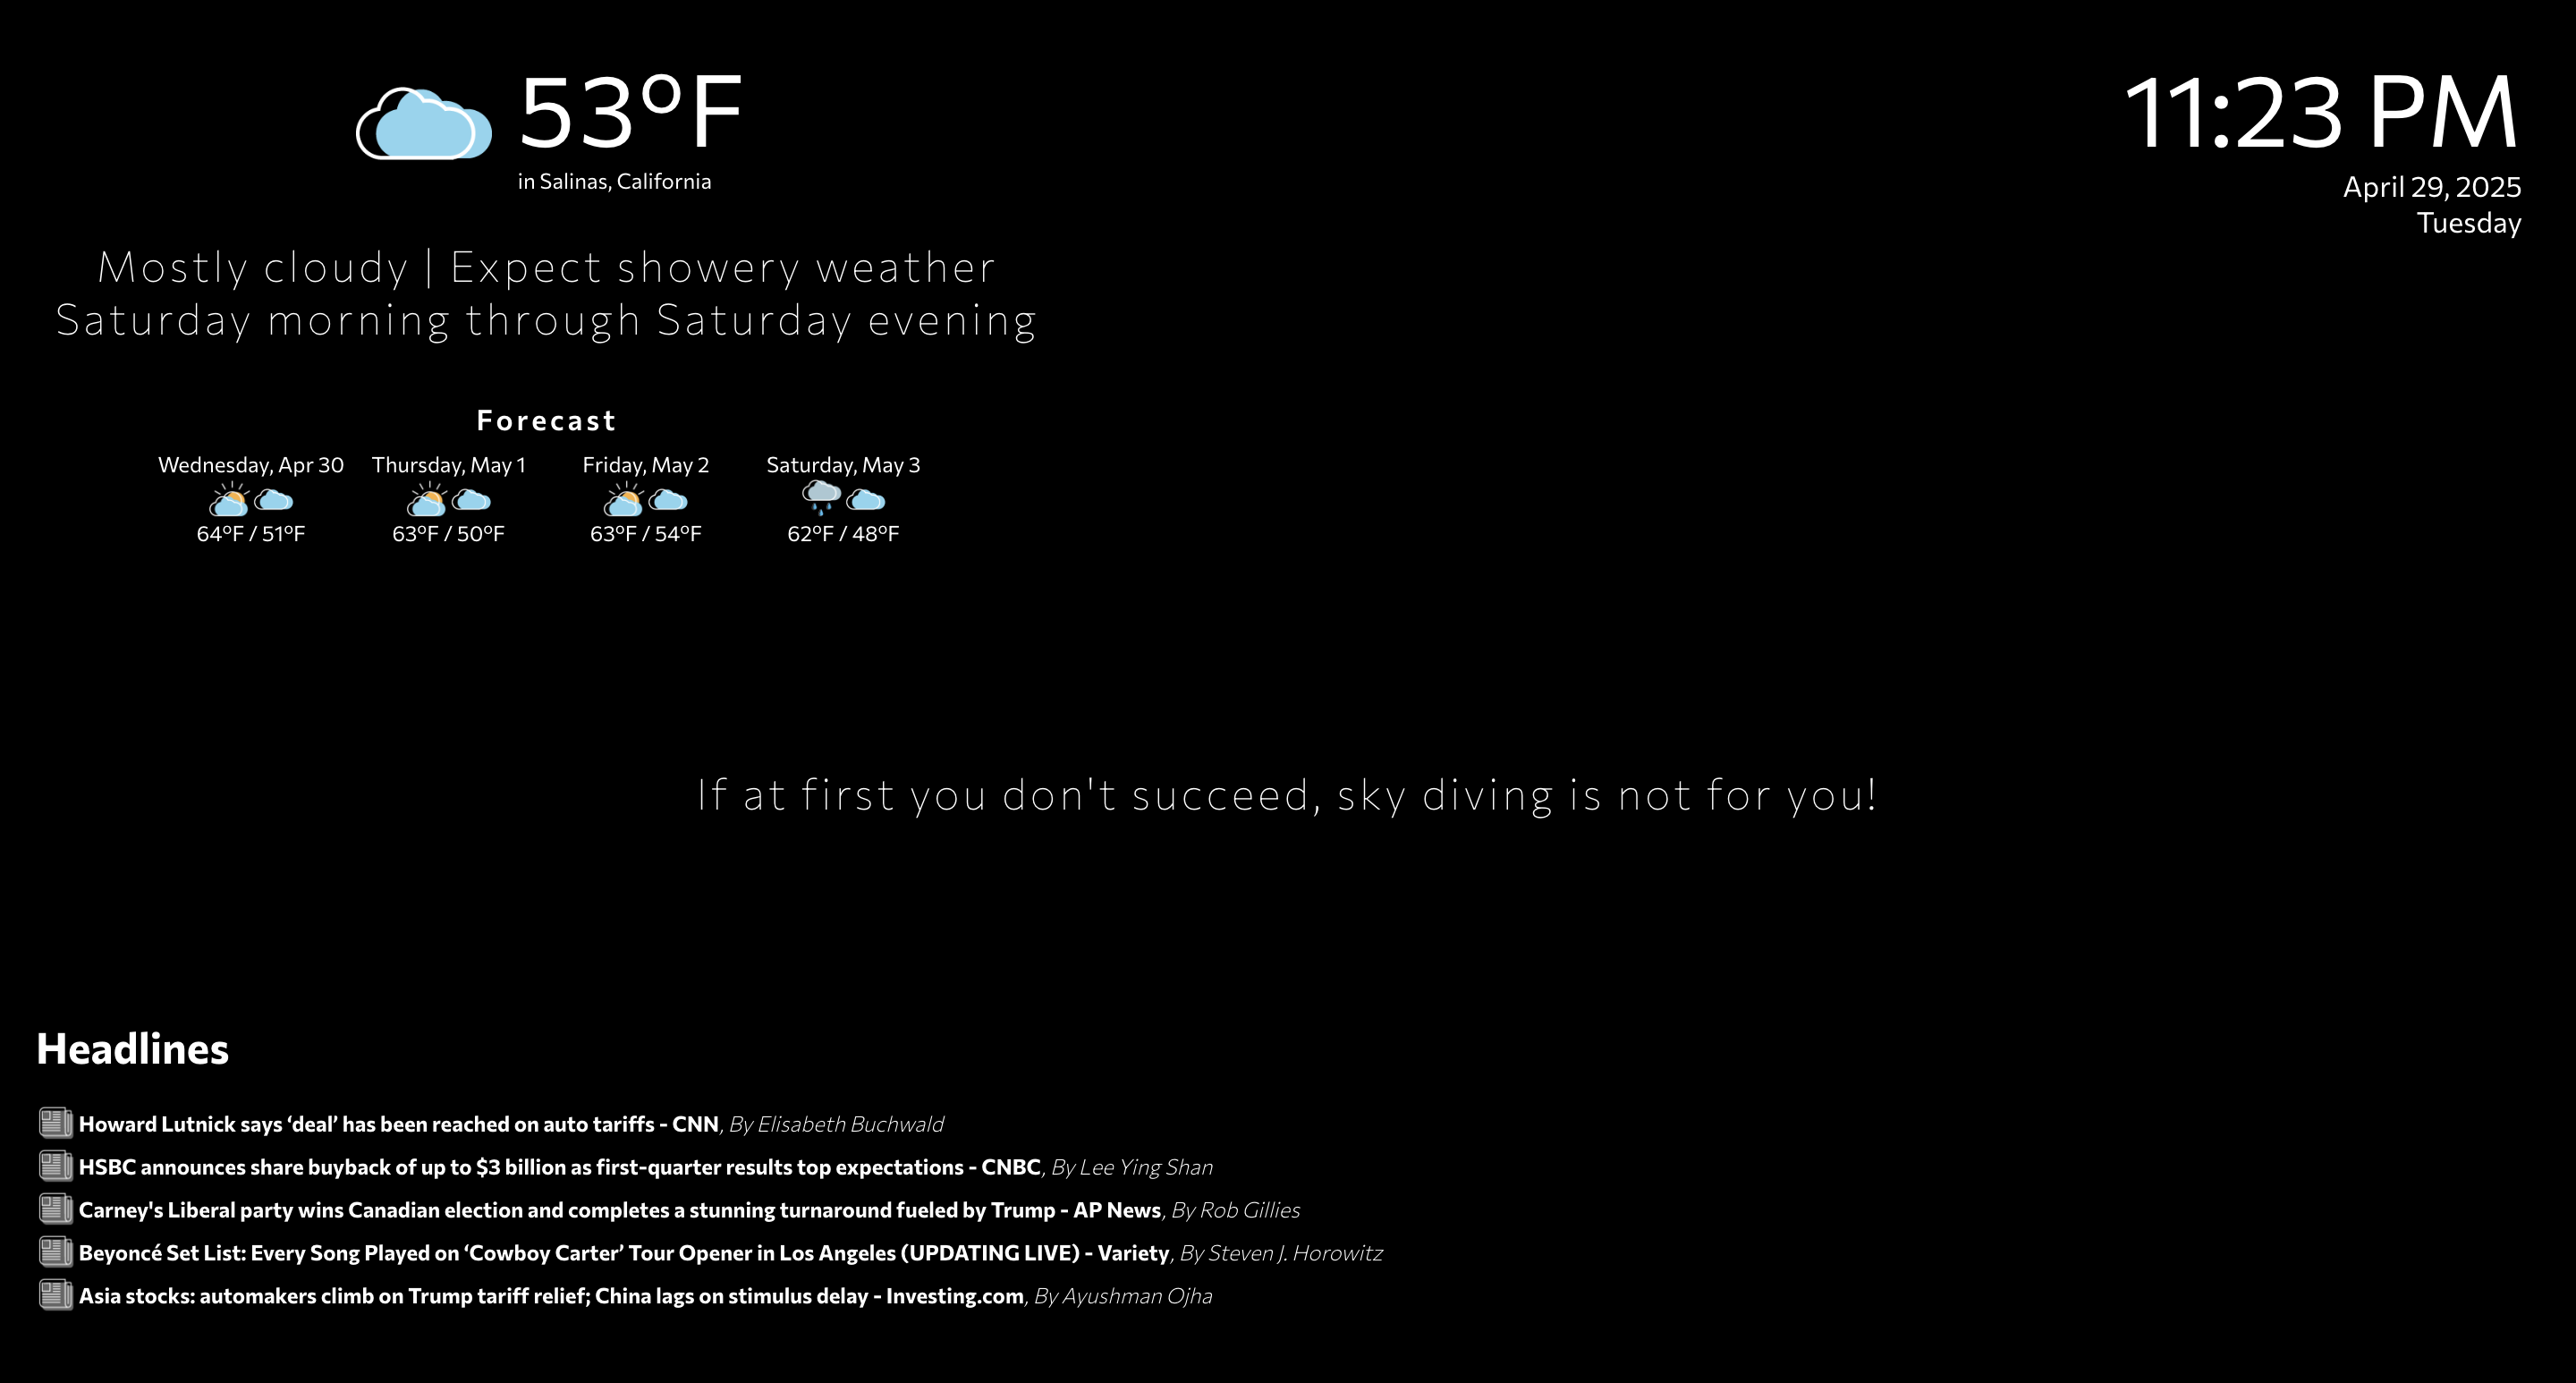 53°F
in Salinas, California
11:23 PM
April 29, 2025
Tuesday
Mostly cloudy | Expect showery weather
Saturday morning through Saturday evening
Forecast
Wednesday, Apr 30 Thursday, May 1 Friday, May 2 Saturday, May 3
64°F / 51°F 63°F / 50°F 63°F / 54°F 62°F / 48°F
If at first you don't succeed, sky diving is not for you!
Headlines
Howard Lutnick says ‘deal’ has been reached on auto tariffs - CNN, By Elisabeth Buchwald
HSBC announces share buyback of up to $3 billion as first-quarter results top expectations - CNBC, By Lee Ying Shan
Carney's Liberal party wins Canadian election and completes a stunning turnaround fueled by Trump - AP News, By Rob Gillies
Beyoncé Set List: Every Song Played on ‘Cowboy Carter’ Tour Opener in Los Angeles (UPDATING LIVE) - Variety, By Steven J. Horowitz
Asia stocks: automakers climb on Trump tariff relief; China lags on stimulus delay - Investing.com, By Ayushman Ojha